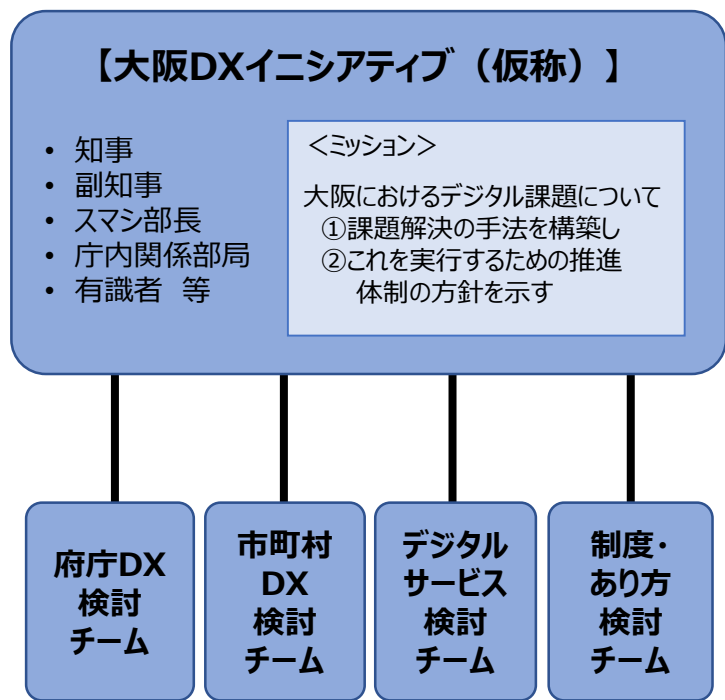 【大阪DXイニシアティブ（仮称）】
• 知事
• 副知事
• スマシ部長
• 庁内関係部局
• 有識者 等
＜ミッション＞
大阪におけるデジタル課題について
①課題解決の手法を構築し
②これを実行するための推進
体制の方針を示す
府庁DX
検討
チーム
市町村
DX
検討
チーム
デジタル
サービス
検討
チーム
制度・
あり方
検討
チーム